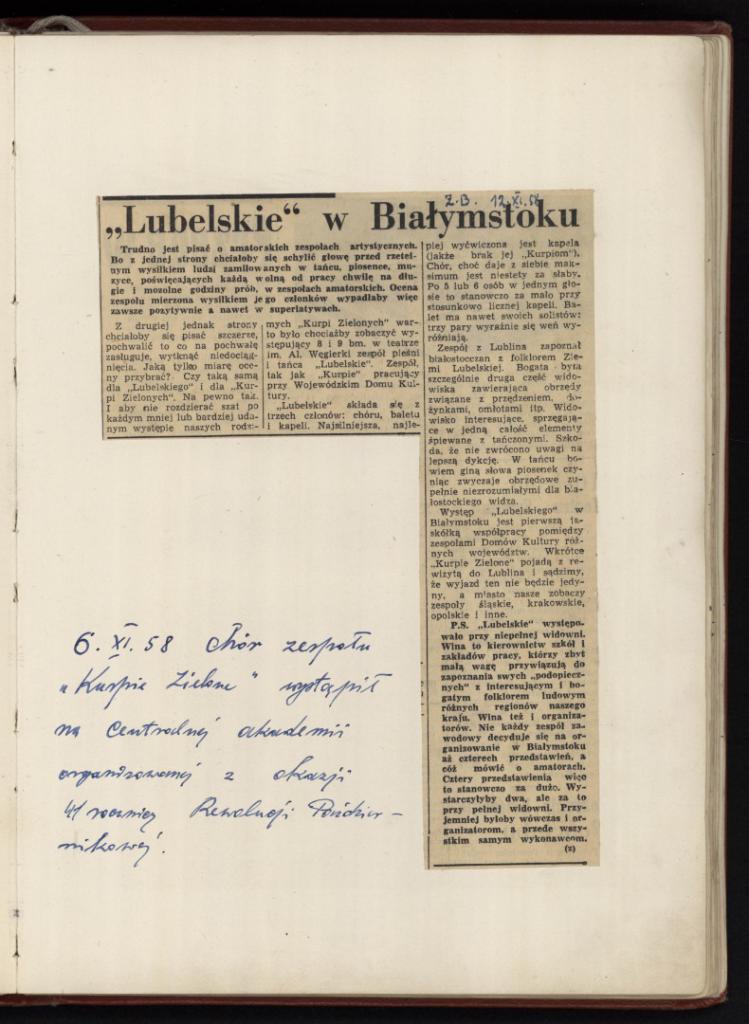 Z.B. 12.XI.58
„Lubelskie“ w Białymstoku
Trudno jest pisać o amatorskich zespołach artystycznych.
Bo z jednej strony chciałoby się schylić głowę przed rzetel-
nym wysiłkiem ludzi zamiłowanych w tańcu, piosence, mu-
zyce, poświęcających każdą wolną od pracy chwilę na dłu-
gie i mozolne godziny prób, w zespołach amatorskich. Ocena
zespołu mierzona wysiłkiem jego członków wypadłaby więc
zawsze pozytywnie a nawet w superlatywach.
Z drugiej jednak strony
chciałoby się pisać szczerze,
pochwalić to co na pochwałę
zasługuje, wytknąć niedociąg-
nięcia. Jaką tylko miarę oce-
ny przybrać? Czy taką samą
dla „Lubelskiego" i dla „Kur-
pi Zielonych". Na pewno tak.
I aby nie rozdzierać szat po
każdym mniej lub bardziej uda-
nym występie naszych rodzi-
mych „Kurpi Zielonych" war-
to było chociażby zobaczyć wy-
stępujący 8 i 9 bm. w teatrze
im. Al. Węgierki zespół pieśni
i tańca „Lubelskie". Zespół,
tak jak „Kurpie" pracujący
przy Wojewódzkim Domu Kul-
tury.
„Lubelskie" składa się z
trzech członów: chóru, baletu
i kapeli. Najsilniejsza, najle-
piej wyćwiczona jest kapela
(jakże brak jej „Kurpiom").
Chór, choć daje z siebie mak-
simum jest niestety za słaby.
Po 5 lub 6 osób w jednym gło-
sie to stanowczo za mało przy
stosunkowo licznej kapeli. Ba-
let ma nawet swoich solistów:
trzy pary wyraźnie się weń wy-
różniają.
Zespół z Lublina zapoznał
białostoczan z folklorem Zie-
mi Lubelskiej. Bogata była
szczególnie druga część wido-
wiska zawierająca obrzędy
związane z przędzeniem, do-
żynkami, omłotami itp. Wido-
wisko interesujące, sprzęgają-
ce w jedną całość elementy
śpiewane z tańczonymi. Szko-
da, że nie zwrócono uwagi na
lepszą dykcję. W tańcu bo-
wiem giną słowa piosenek czy-
niąc zwyczaje obrzędowe zu-
pełnie niezrozumiałymi dla bia-
łostockiego widza.
Występ „Lubelskiego" w
Białymstoku jest pierwszą ja-
skółką współpracy pomiędzy
zespołami Domów Kultury róż-
nych województw. Wkrótce
„Kurpie Zielone" pojadą z re-
wizytą do Lublina i sądzimy,
że wyjazd ten nie będzie jedy-
ny, a miasto nasze zobaczy
zespoły śląskie, krakowskie,
opolskie i inne.
P.S. „Lubelskie" występo-
wało przy niepełnej widowni.
Wina to kierownictw szkół i
zakładów pracy, którzy zbyt
małą wagę przywiązują do
zapoznania swych „podopiecz-
nych" z interesującym i bo-
gatym folklorem ludowym
różnych regionów naszego
kraju. Wina też i organiza-
torów. Nie każdy zespół za-
wodowy decyduje się na or-
ganizowanie w Białymstoku
aż czterech przedstawień, a
cóż mówić o amatorach.
Cztery przedstawienia więc
to stanowczo za dużo. Wy-
starczyłyby dwa, ale za to
przy pełnej widowni. Przy-
jemniej byłoby wówczas i or-
ganizatorom, a przede wszy-
stkim samym wykonawcom.
(z)
6. XI. 58 Chór zespołu
„Kurpie Zielone" wystąpił
na Centralnej akademii
organizowanej z okazji
41 rocznicy Rewolucji Paździer-
nikowej.